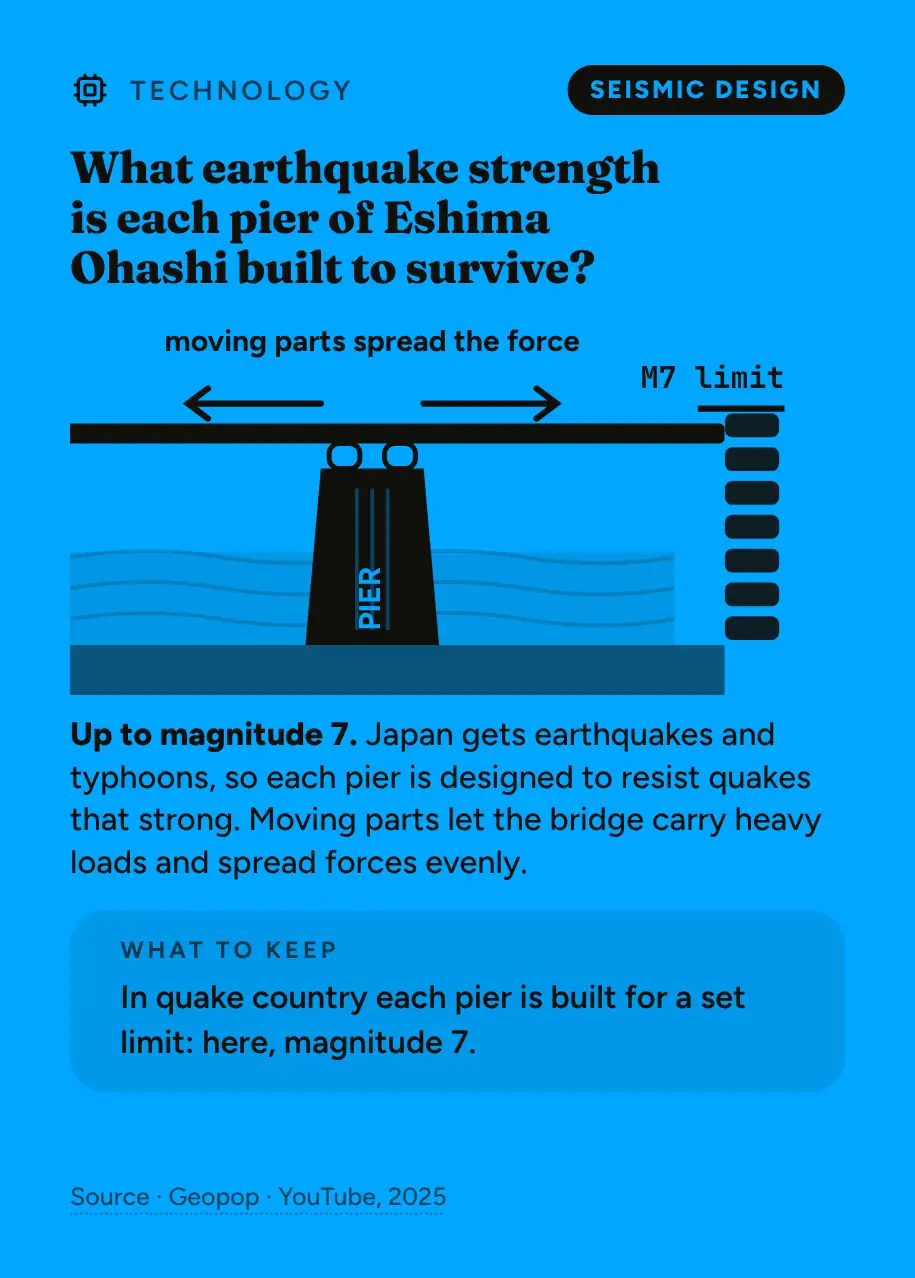 TECHNOLOGY
SEISMIC DESIGN
What earthquake strength
is each pier of Eshima
Ohashi built to survive?
moving parts spread the force
M7 limit
PIER
Up to magnitude 7. Japan gets earthquakes and
typhoons, so each pier is designed to resist quakes
that strong. Moving parts let the bridge carry heavy
loads and spread forces evenly.
WHAT TO KEEP
In quake country each pier is built for a set
limit: here, magnitude 7.
Source · Geopop · YouTube, 2025